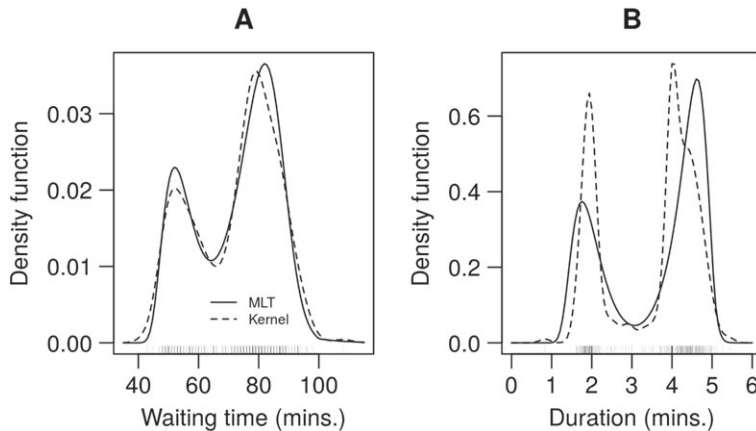 A
Density function
0.03
0.02
0.01
0.00
MLT
Kernel
40 60 80 100
Waiting time (mins.)
B
Density function
0.6
0.4
0.2
0.0
0 1 2 3 4 5 6
Duration (mins.)